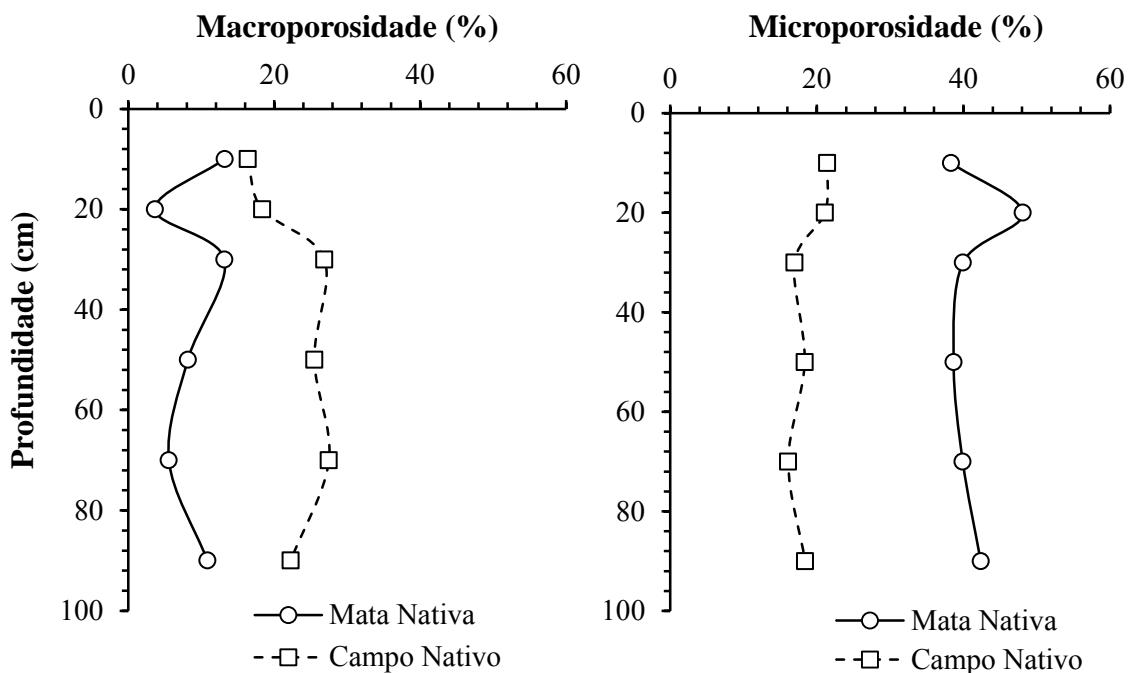 Macroporosidade (%)
0 20 40 60
0
20
40
60
80
100
Profundidade (cm)
Mata Nativa
Campo Nativo
Microporosidade (%)
0 20 40 60
0
20
40
60
80
100
Mata Nativa
Campo Nativo